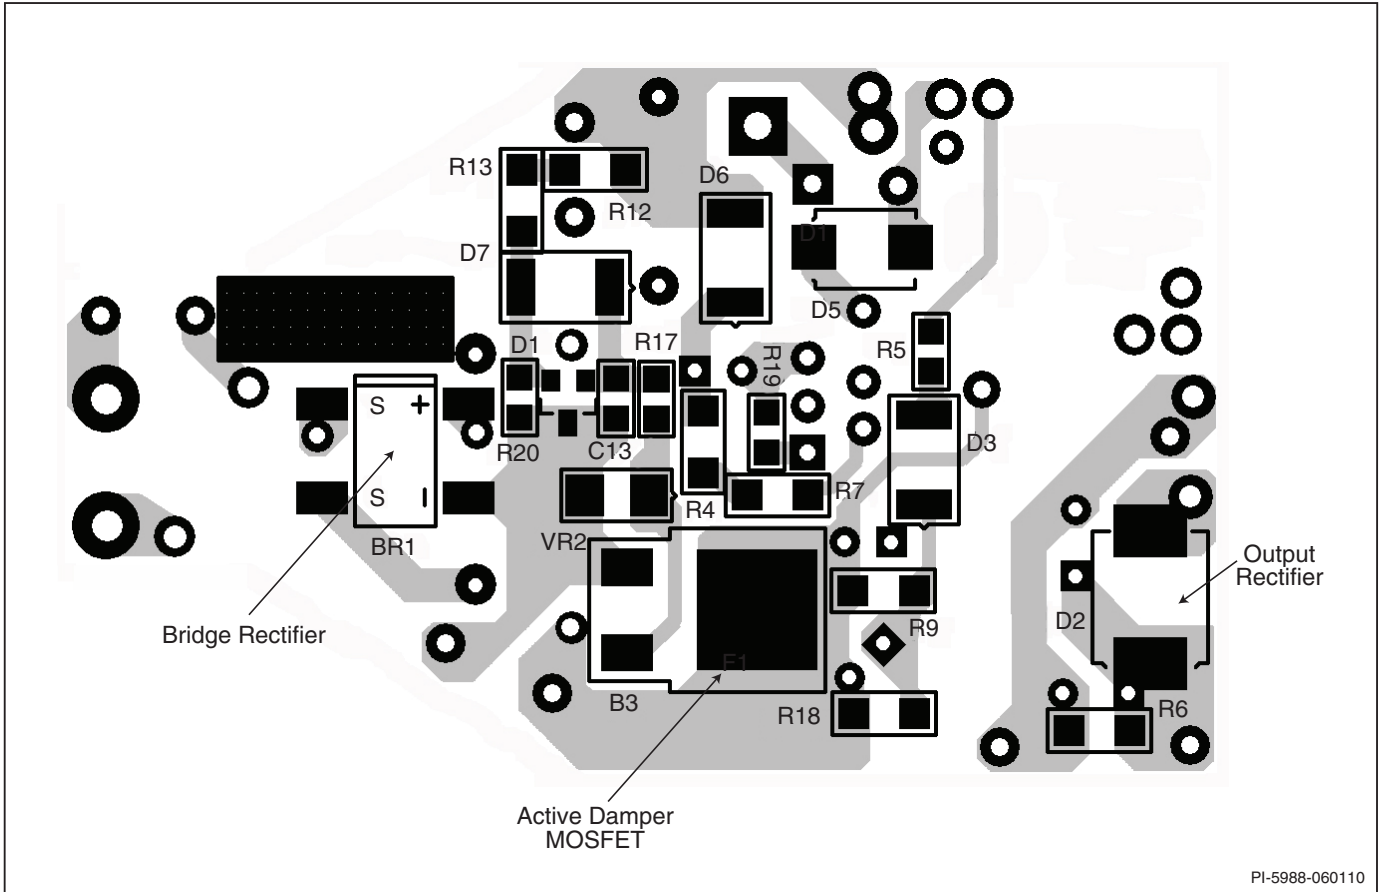 R13
D6
R12
D1
D7
D5
D1
R17
R19
R5
S +
D3
R20
C13
S −
R7
R4
BR1
VR2
Output
Rectifier
D2
Bridge Rectifier
R9
F1
B3
R18
R6
Active Damper
MOSFET
PI-5988-060110